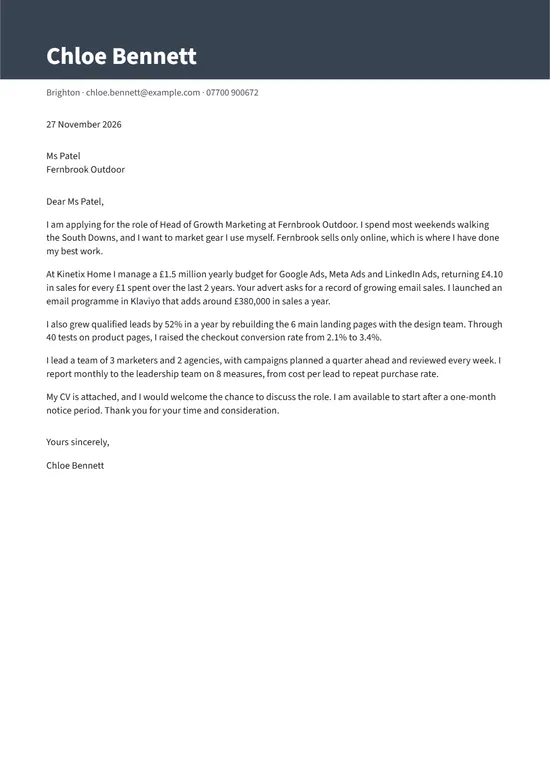 Chloe Bennett
Brighton · chloe.bennett@example.com · 07700 900672
27 November 2026
Ms Patel
Fernbrook Outdoor
Dear Ms Patel,
I am applying for the role of Head of Growth Marketing at Fernbrook Outdoor. I spend most weekends walking
the South Downs, and I want to market gear I use myself. Fernbrook sells only online, which is where I have done
my best work.
At Kinetix Home I manage a £1.5 million yearly budget for Google Ads, Meta Ads and LinkedIn Ads, returning £4.10
in sales for every £1 spent over the last 2 years. Your advert asks for a record of growing email sales. I launched an
email programme in Klaviyo that adds around £380,000 in sales a year.
I also grew qualified leads by 52% in a year by rebuilding the 6 main landing pages with the design team. Through
40 tests on product pages, I raised the checkout conversion rate from 2.1% to 3.4%.
I lead a team of 3 marketers and 2 agencies, with campaigns planned a quarter ahead and reviewed every week. I
report monthly to the leadership team on 8 measures, from cost per lead to repeat purchase rate.
My CV is attached, and I would welcome the chance to discuss the role. I am available to start after a one-month
notice period. Thank you for your time and consideration.
Yours sincerely,
Chloe Bennett